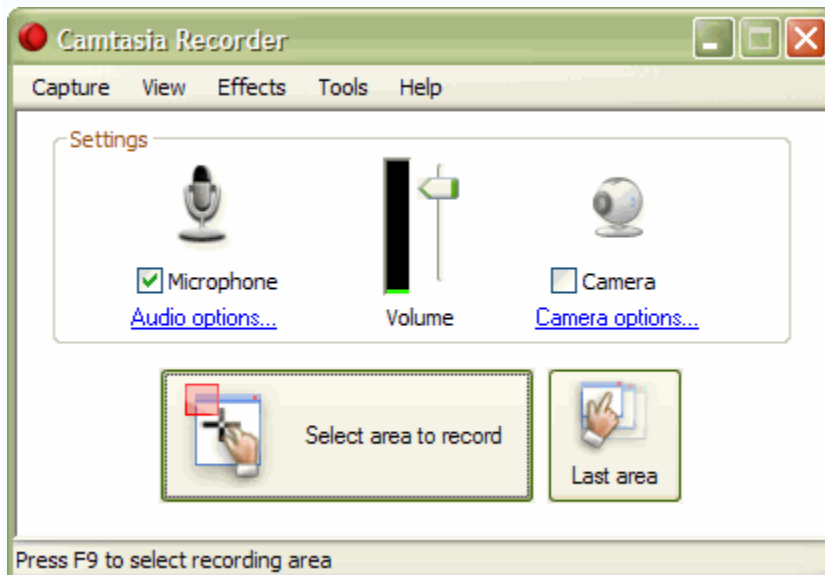 Camtasia Recorder
Capture View Effects Tools Help
Settings
Microphone
Camera
Audio options...
Volume
Camera options...
Select area to record
Last area
Press F9 to select recording area